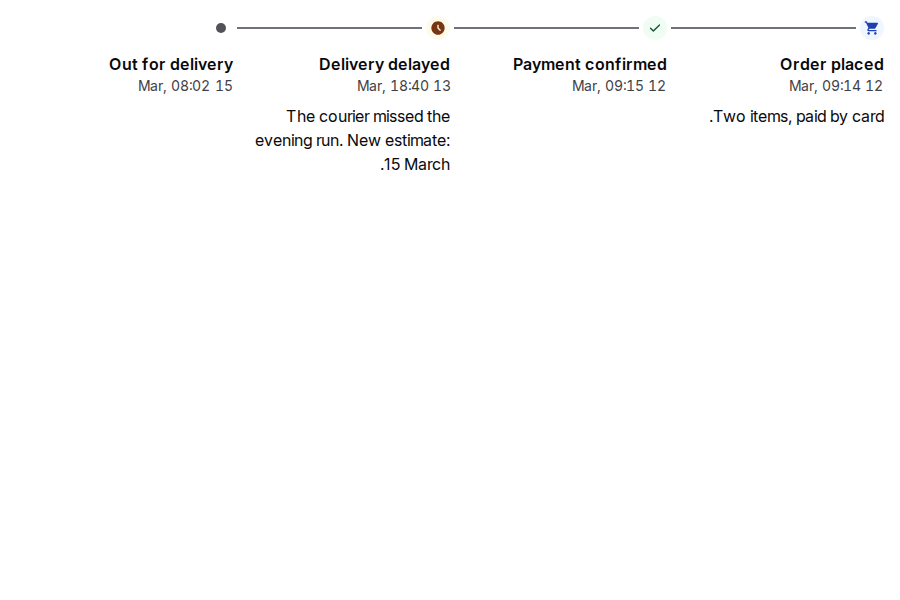 Order placed
Mar, 09:14 12
.Two items, paid by card
Payment confirmed
Mar, 09:15 12
Delivery delayed
Mar, 18:40 13
The courier missed the
evening run. New estimate:
.15 March
Out for delivery
Mar, 08:02 15